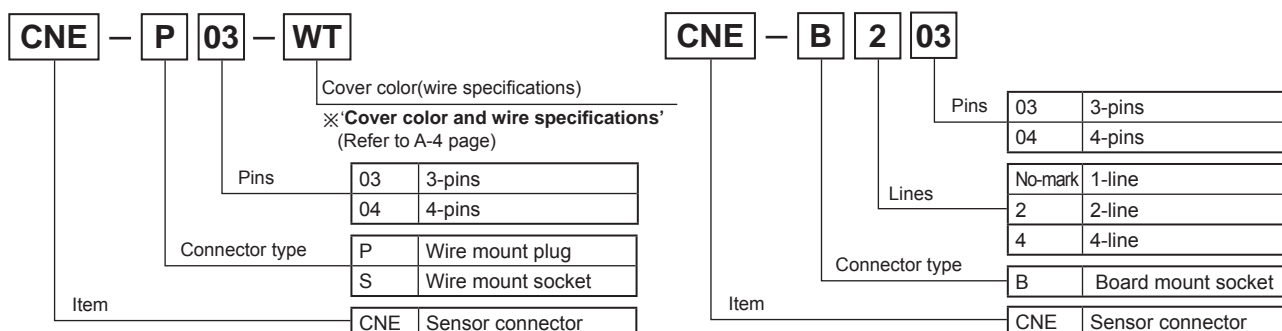 CNE – P 03 – WT
Cover color(wire specifications)
※'Cover color and wire specifications'
(Refer to A-4 page)
Pins
03 3-pins
04 4-pins
Connector type
P Wire mount plug
S Wire mount socket
Item
CNE Sensor connector
CNE – B 2 03
Pins
03 3-pins
04 4-pins
Lines
No-mark 1-line
2 2-line
4 4-line
Connector type
B Board mount socket
Item
CNE Sensor connector